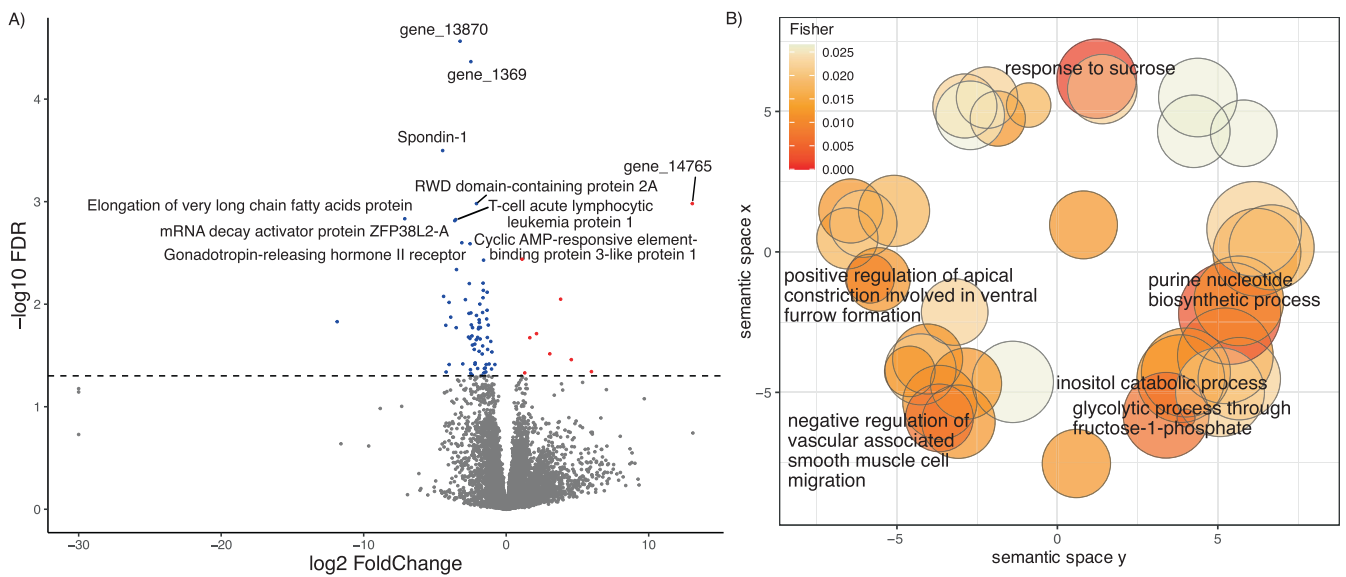 A)
gene_13870
gene_1369
Spondin-1
gene_14765
RWD domain-containing protein 2A
Elongation of very long chain fatty acids protein
T-cell acute lymphocytic
leukemia protein 1
mRNA decay activator protein ZFP38L2-A
Cyclic AMP-responsive element-
binding protein 3-like protein 1
Gonadotropin-releasing hormone II receptor
−log10 FDR
4
3
2
1
0
−30
−20
−10
0
10
log2 FoldChange
B)
Fisher
0.025
0.020
0.015
0.010
0.005
0.000
response to sucrose
positive regulation of apical
constriction involved in ventral
furrow formation
purine nucleotide
biosynthetic process
inositol catabolic process
glycolytic process through
fructose-1-phosphate
negative regulation of
vascular associated
smooth muscle cell
migration
semantic space x
5
0
−5
−5
0
5
semantic space y